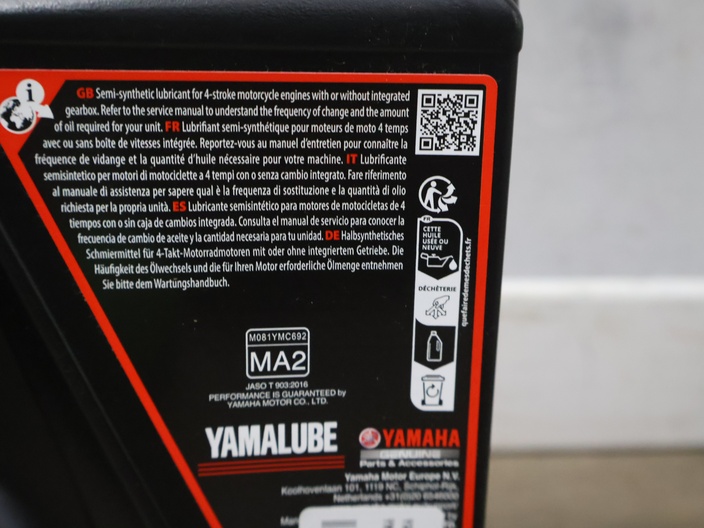 GB Semi-synthetic lubricant for 4-stroke motorcycle engines with or without integrated
gearbox. Refer to the service manual to understand the frequency of change and the amount
of oil required for your unit. FR Lubrifiant semi-synthétique pour moteurs de moto 4 temps
avec ou sans boîte de vitesses intégrée. Reportez-vous au manuel d'entretien pour connaître la
fréquence de vidange et la quantité d'huile nécessaire pour votre machine. IT Lubrificante
semisintetico per motori di motociclette a 4 tempi con o senza cambio integrato. Fare riferimento
al manuale di assistenza per sapere qual è la frequenza di sostituzione e la quantità di olio
richiesta per la propria unità. ES Lubricante semisintético para motores de motocicletas de 4
tiempos con o sin caja de cambios integrada. Consulta el manual de servicio para conocer la
frecuencia de cambio de aceite y la cantidad necesaria para tu unidad. DE Halbsynthetisches
Schmiermittel für 4-Takt-Motorradmotoren mit oder ohne integriertem Getriebe. Die
Häufigkeit des Ölwechsels und die für Ihren Motor erforderliche Ölmenge entnehmen
Sie bitte dem Wartungshandbuch.
FR
CETTE
HUILE
USÉE OU
NEUVE
DÉCHÈTERIE
quefairedemesdechets.fr
M081YMC692
MA2
JASO T 903:2016
PERFORMANCE IS GUARANTEED by
YAMAHA MOTOR CO., LTD.
YAMALUBE
YAMAHA
GENUINE
Parts & Accessories
Yamaha Motor Europe N.V.
Koolhovenlaan 101, 1119 NC, Schiphol-Rijk,
Netherlands